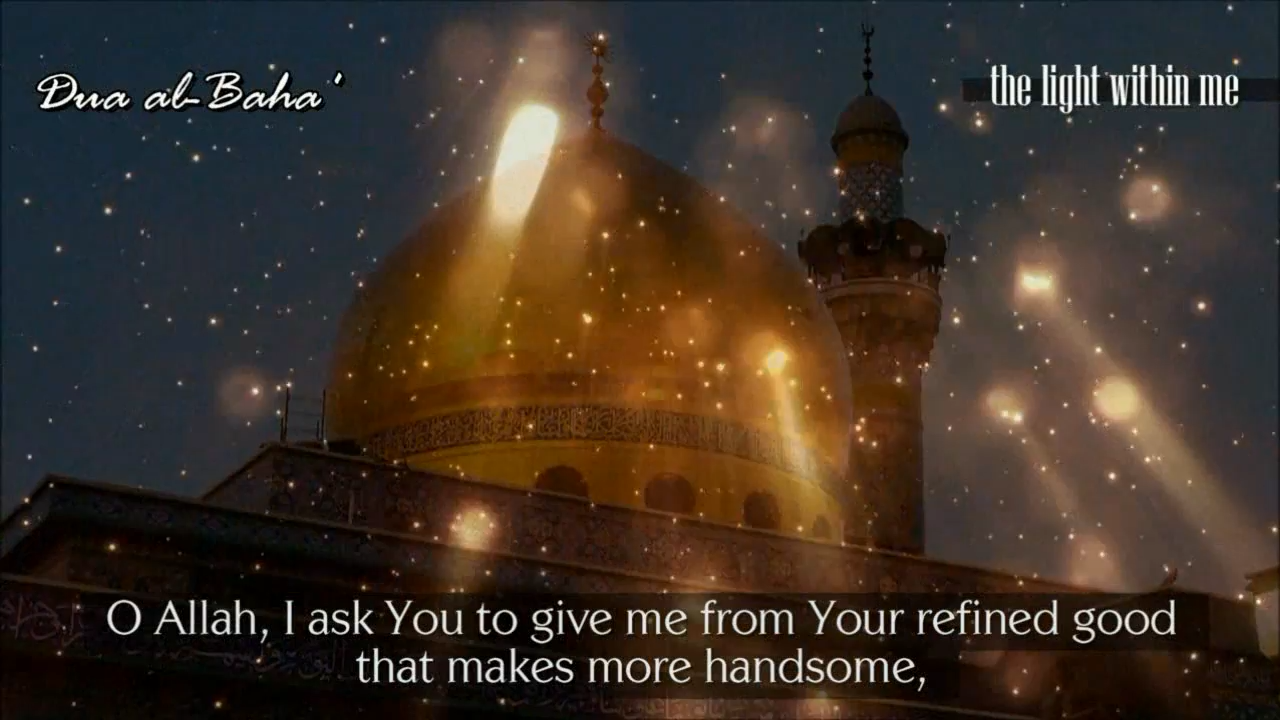 Dua al-Baha'
the light within me
O Allah, I ask You to give me from Your refined good
that makes more handsome,